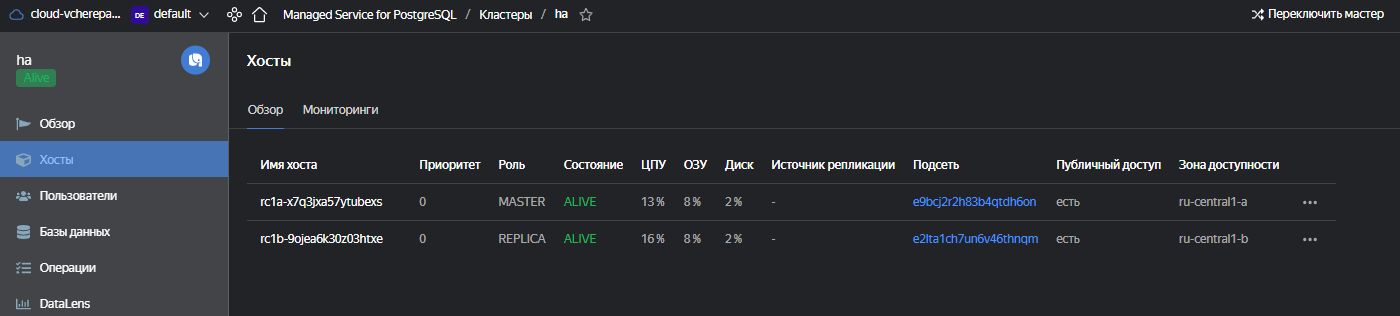 cloud-vcherepa... DE default Managed Service for PostgreSQL / Кластеры / ha Переключить мастер
ha
Alive
Обзор
Хосты
Пользователи
Базы данных
Операции
DataLens
Хосты
Обзор Мониторинги
Имя хоста Приоритет Роль Состояние ЦПУ ОЗУ Диск Источник репликации Подсеть Публичный доступ Зона доступности
rc1a-x7q3jxa57ytubexs 0 MASTER ALIVE 13 % 8 % 2 % - e9bcj2r2h83b4qtdh6on есть ru-central1-a
rc1b-9ojea6k30z03htxe 0 REPLICA ALIVE 16 % 8 % 2 % - e2lta1ch7un6v46thnqm есть ru-central1-b